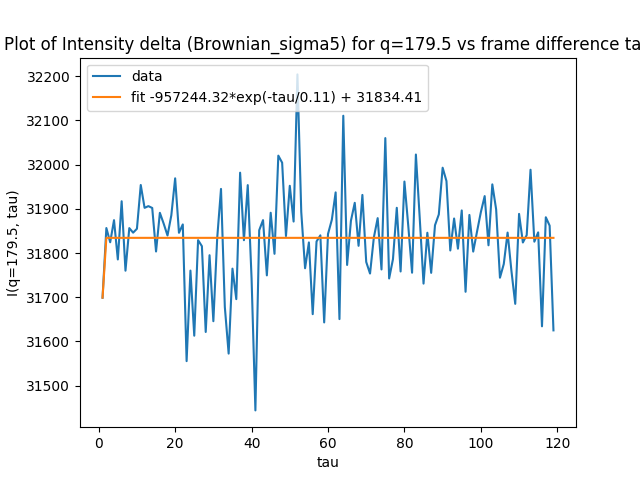 Plot of Intensity delta (Brownian_sigma5) for q=179.5 vs frame difference ta
data
fit -957244.32*exp(-tau/0.11) + 31834.41
32200
32100
32000
31900
31800
31700
31600
31500
I(q=179.5, tau)
0 20 40 60 80 100 120
tau